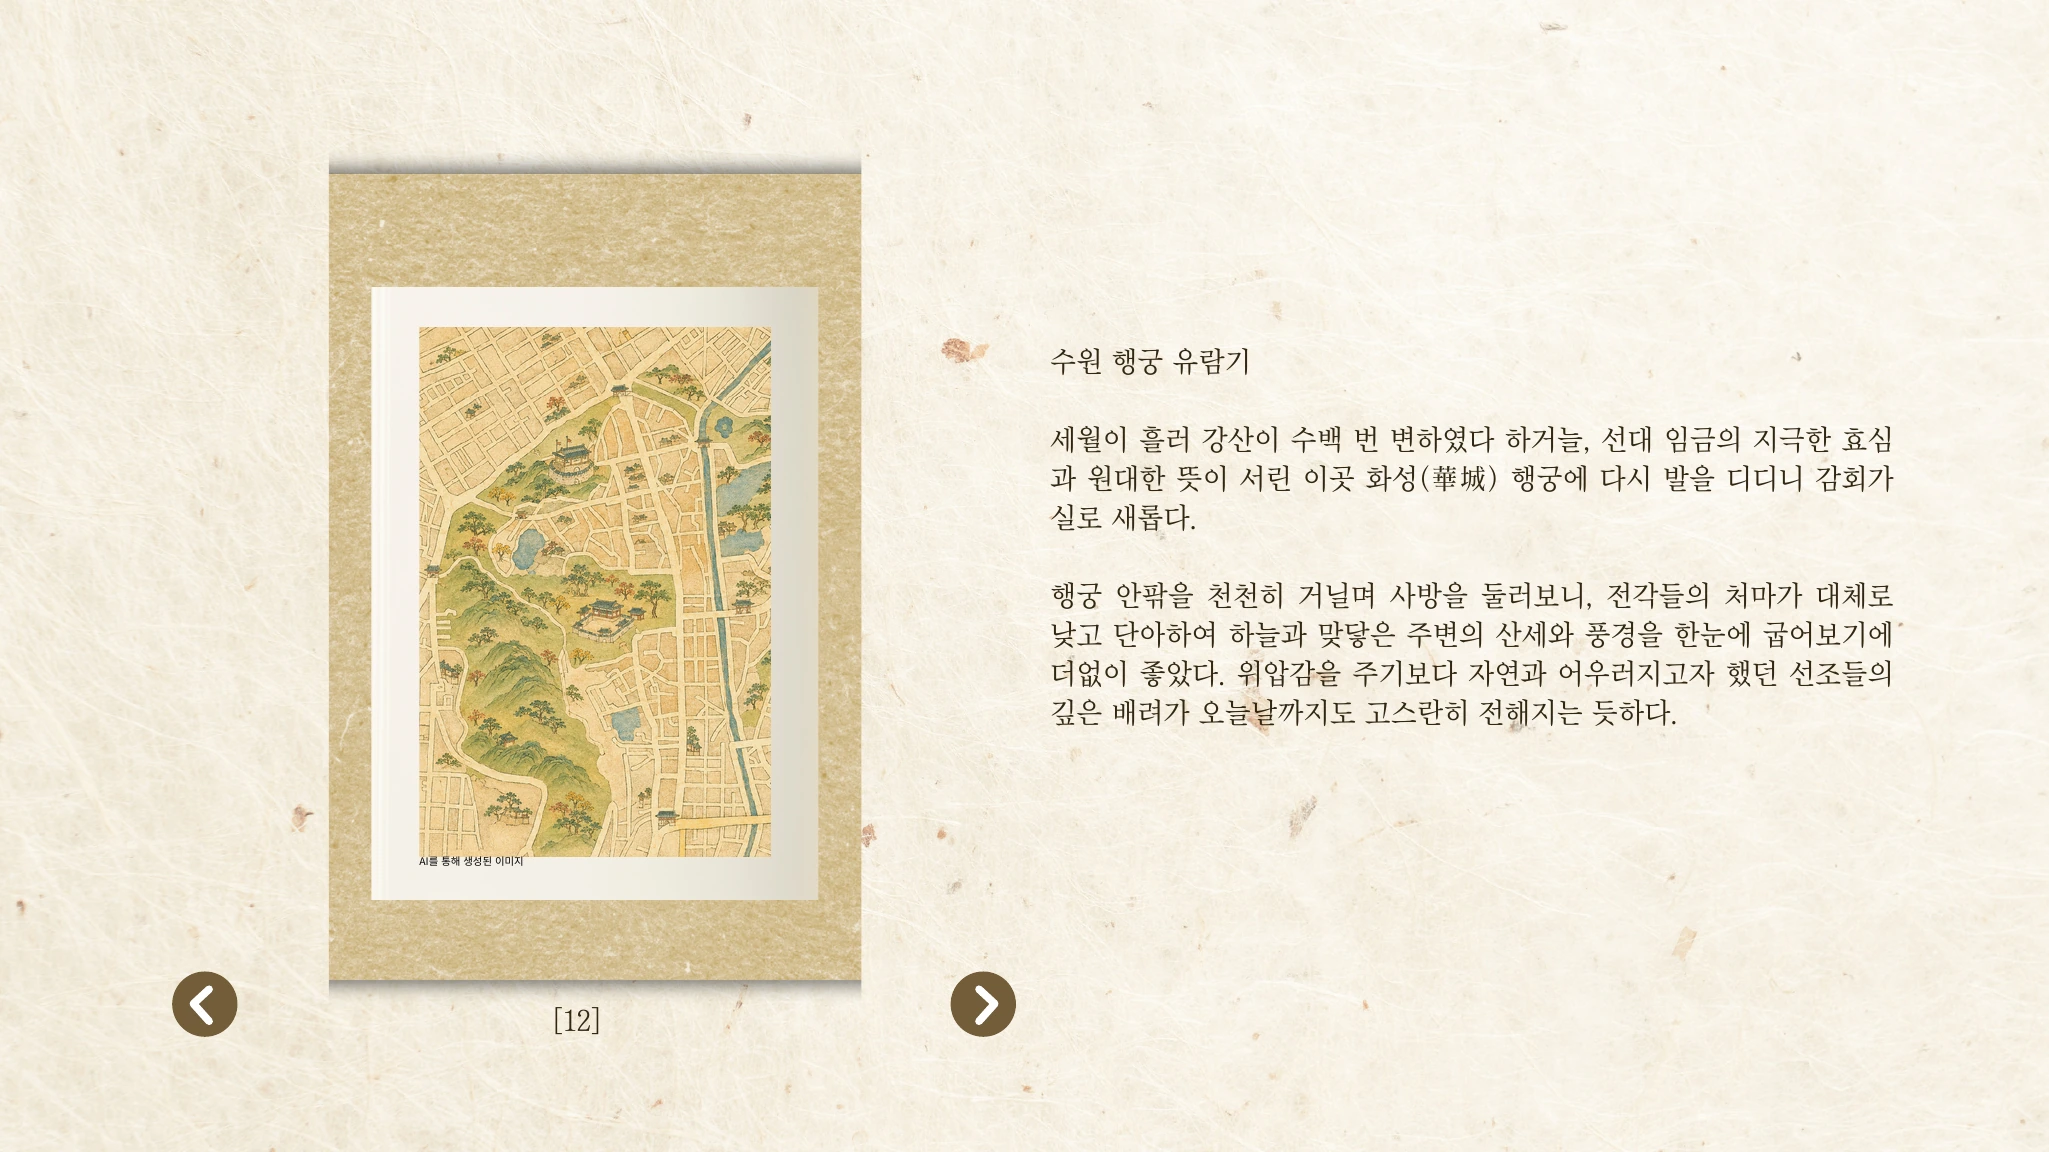 수원 행궁 유람기
세월이 흘러 강산이 수백 번 변하였다 하거늘, 선대 임금의 지극한 효심
과 원대한 뜻이 서린 이곳 화성(華城) 행궁에 다시 발을 디디니 감회가
실로 새롭다.
행궁 안팎을 천천히 거닐며 사방을 둘러보니, 전각들의 처마가 대체로
낮고 단아하여 하늘과 맞닿은 주변의 산세와 풍경을 한눈에 굽어보기에
더없이 좋았다. 위압감을 주기보다 자연과 어우러지고자 했던 선조들의
깊은 배려가 오늘날까지도 고스란히 전해지는 듯하다.
AI를 통해 생성된 이미지
[12]